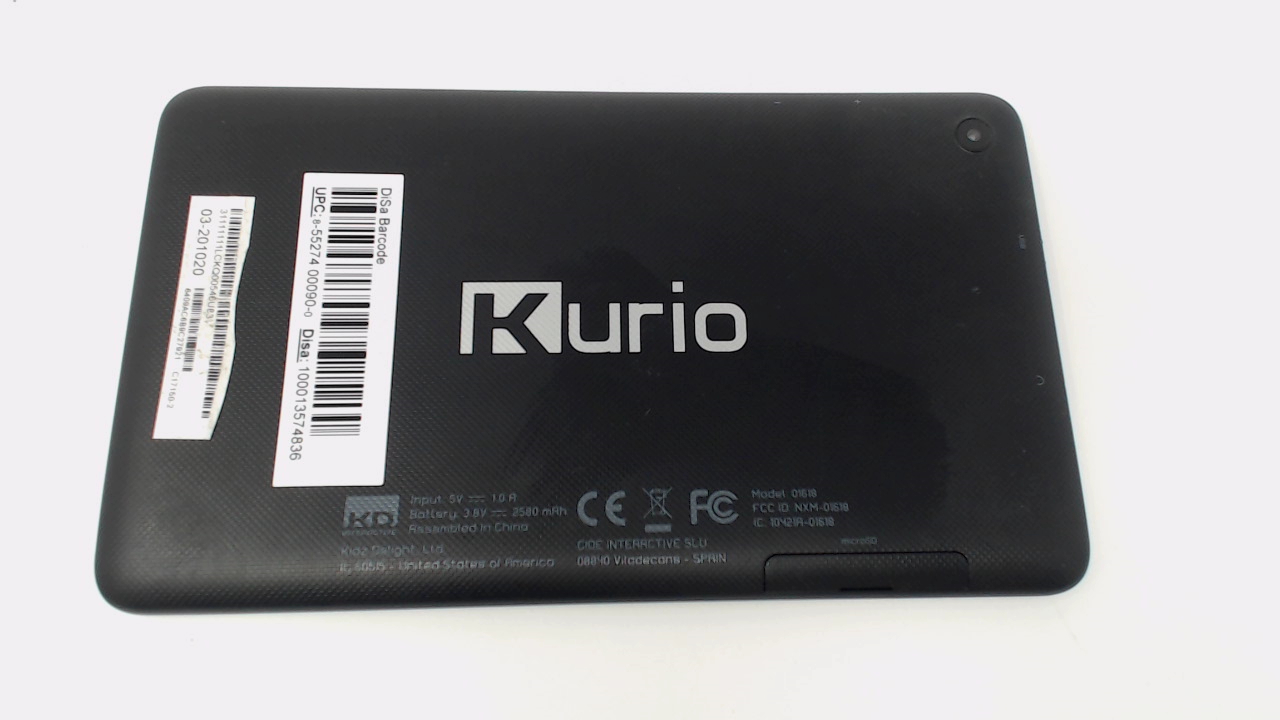 DiSa Barcode
UPC: 8-55274 00090-0 Disa: 100013574836
03-201020
Kurio
KD
Input: 5V 1.0 A
Battery: 3.8V 2580 mAh
Assembled in China
Kidz Delight, Ltd
IL 60515 - United States of America
CE
FC
Model: 01618
FCC ID: NXM-01618
IC: 10421A-01618
CIDE INTERACTIVE SLU
08840 Viladecans - SPAIN
microSD